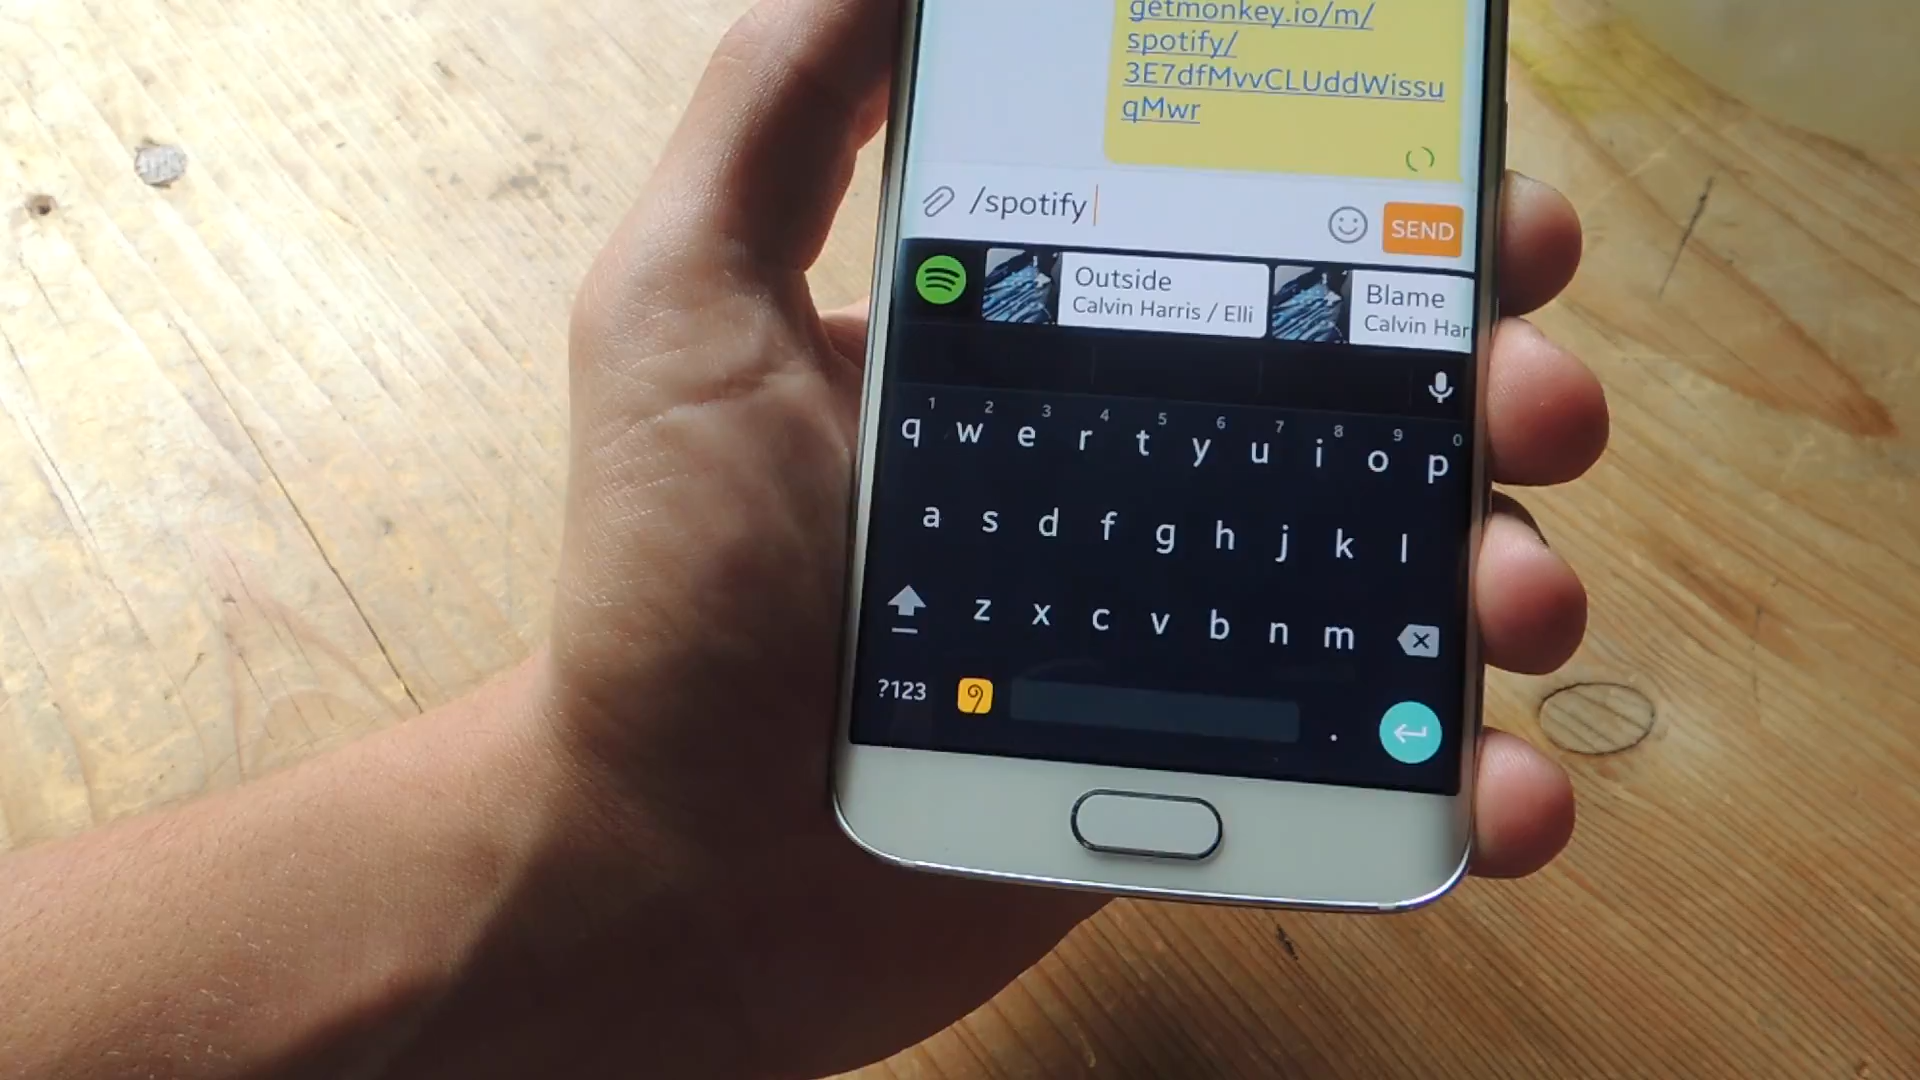 getmonkey.io/m/
spotify/
3E7dfMvvCLUddWissu
qMwr
/spotify
SEND
Outside
Calvin Harris / Elli
Blame
Calvin Har
1 2 3 4 5 6 7 8 9 0
q w e r t y u i o p
a s d f g h j k l
z x c v b n m
?123 .